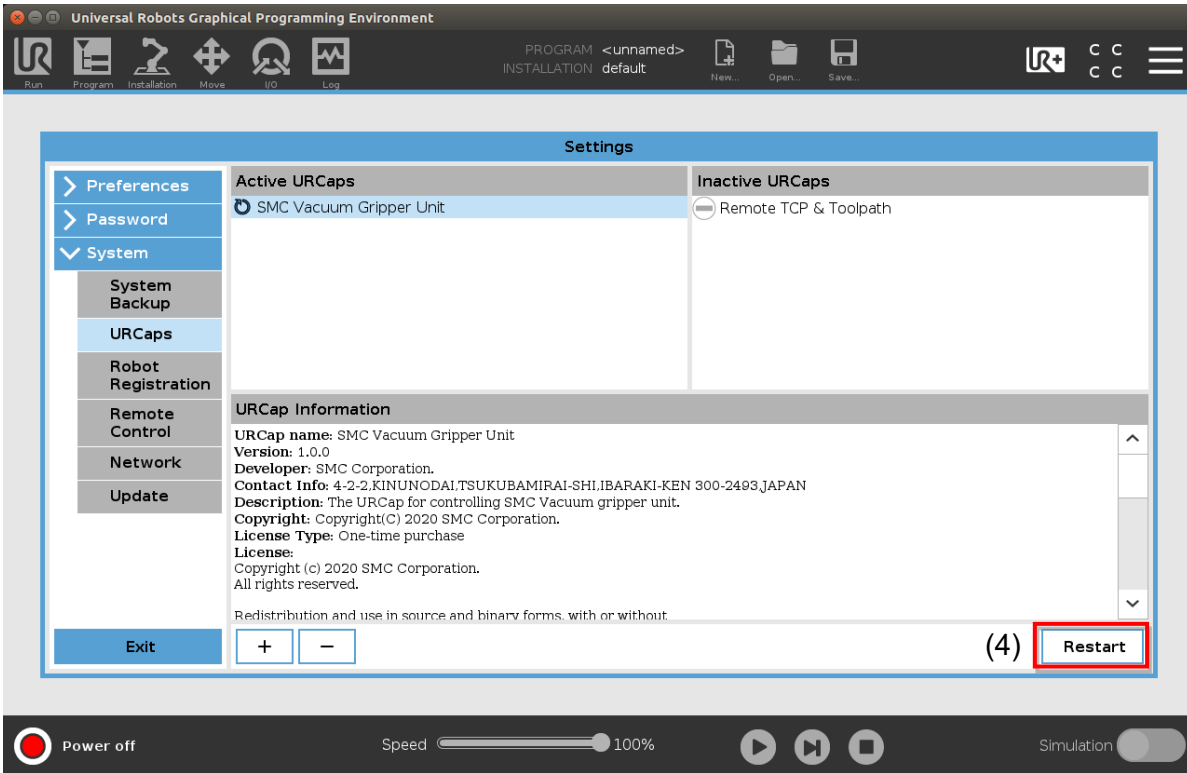 Universal Robots Graphical Programming Environment
PROGRAM <unnamed>
INSTALLATION default
Run
Program
Installation
Move
I/O
Log
New...
Open...
Save...
UR+
C C
C C
Settings
Preferences
Password
System
System
Backup
URCaps
Robot
Registration
Remote
Control
Network
Update
Exit
Active URCaps
SMC Vacuum Gripper Unit
Inactive URCaps
Remote TCP & Toolpath
URCap Information
URCap name: SMC Vacuum Gripper Unit
Version: 1.0.0
Developer: SMC Corporation.
Contact Info: 4-2-2,KINUNODAI,TSUKUBAMIRAI-SHI,IBARAKI-KEN 300-2493,JAPAN
Description: The URCap for controlling SMC Vacuum gripper unit.
Copyright: Copyright(C) 2020 SMC Corporation.
License Type: One-time purchase
License:
Copyright (c) 2020 SMC Corporation.
All rights reserved.
Redistribution and use in source and binary forms, with or without
+
−
(4)
Restart
Power off
Speed
100%
Simulation